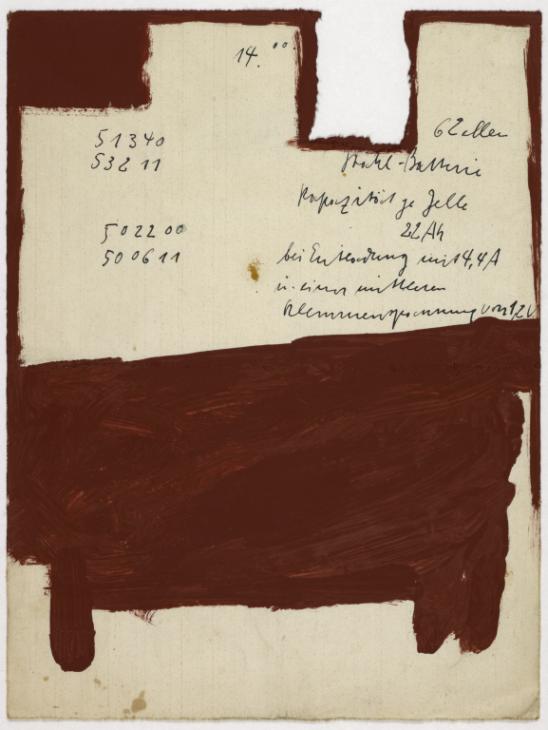 14.00
51340
53211
502200
500611
6 Zellen
Stahl-Batterie
Kapazität je Zelle
22 Ah
bei Entladung mit 4,4 A
u. einer mittleren
Klemmenspannung von 1,2 V